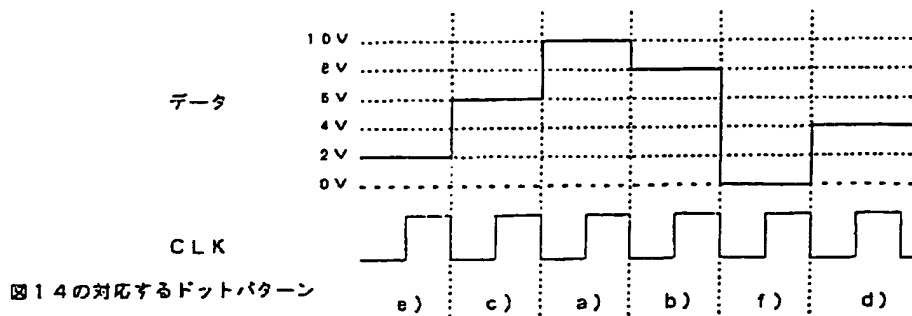 10V
8V
データ
6V
4V
2V
0V
CLK
図14の対応するドットパターン
e) c) a) b) f) d)